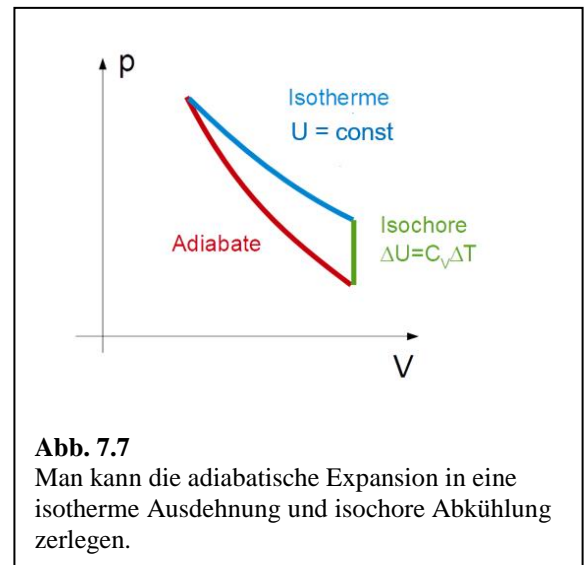 p
Isotherme
U = const
Adiabate
Isochore
ΔU=C_VΔT
V
Abb. 7.7
Man kann die adiabatische Expansion in eine
isotherme Ausdehnung und isochore Abkühlung
zerlegen.